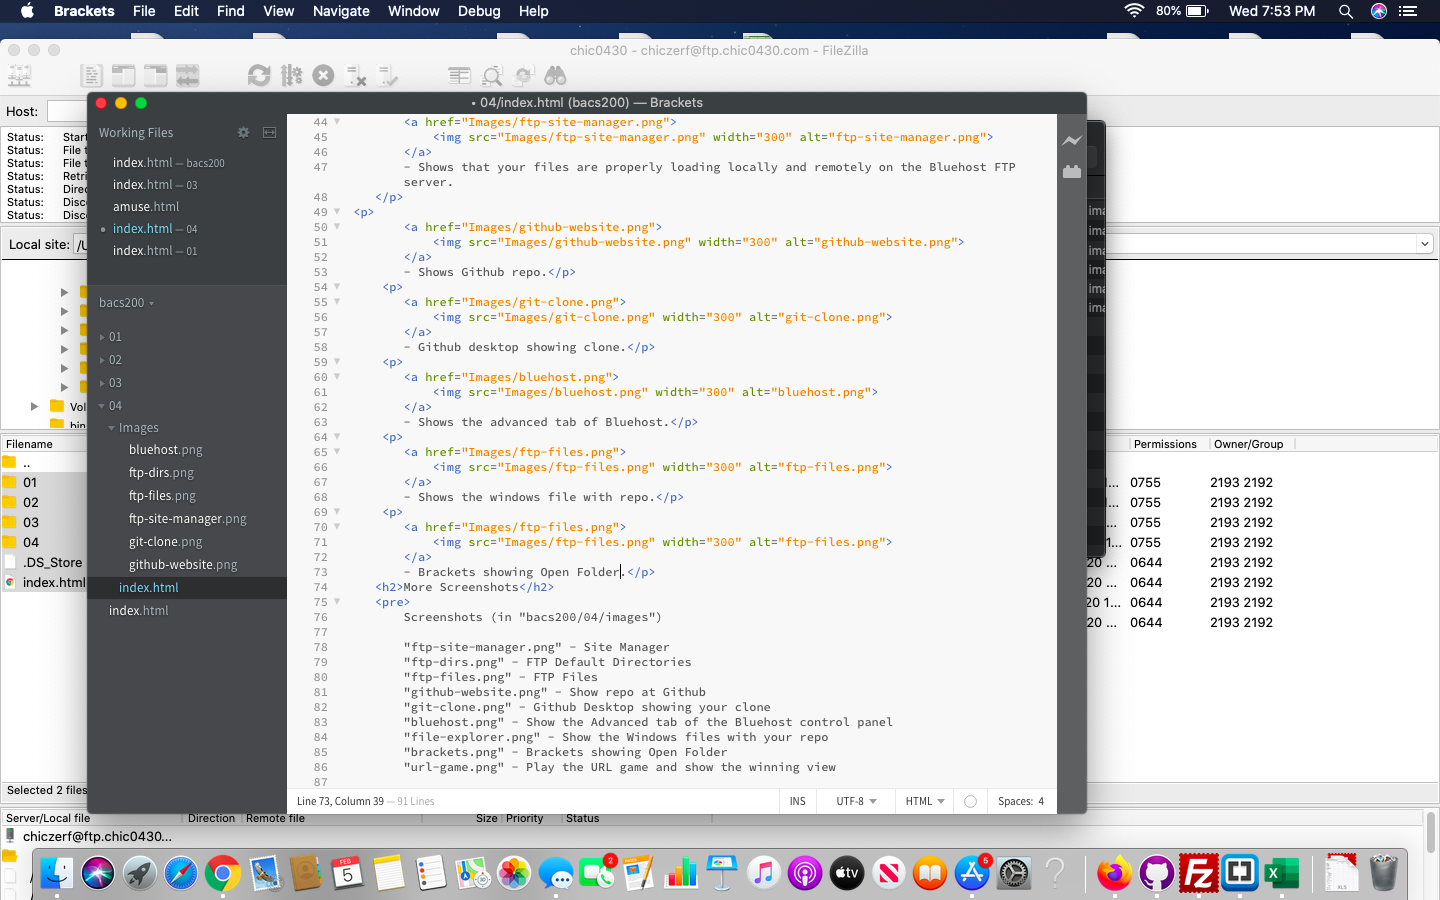 Brackets File Edit Find View Navigate Window Debug Help 80% Wed 7:53 PM
chic0430 - chiczerf@ftp.chic0430.com - FileZilla
Host:
• 04/index.html (bacs200) — Brackets
Status: Start
Status: File t
Status: File t
Status: Retri
Status: Direc
Status: Disco
Status: Disco
Local site: /U
Vol
bin
Filename
..
01
02
03
04
.DS_Store
index.html
Selected 2 files
Working Files
index.html — bacs200
index.html — 03
amuse.html
index.html — 04
index.html — 01
bacs200
01
02
03
04
Images
bluehost.png
ftp-dirs.png
ftp-files.png
ftp-site-manager.png
git-clone.png
github-website.png
index.html
index.html
44 <a href="Images/ftp-site-manager.png">
45 <img src="Images/ftp-site-manager.png" width="300" alt="ftp-site-manager.png">
46 </a>
47 - Shows that your files are properly loading locally and remotely on the Bluehost FTP
server.
48 </p>
49 <p>
50 <a href="Images/github-website.png">
51 <img src="Images/github-website.png" width="300" alt="github-website.png">
52 </a>
53 - Shows Github repo.</p>
54 <p>
55 <a href="Images/git-clone.png">
56 <img src="Images/git-clone.png" width="300" alt="git-clone.png">
57 </a>
58 - Github desktop showing clone.</p>
59 <p>
60 <a href="Images/bluehost.png">
61 <img src="Images/bluehost.png" width="300" alt="bluehost.png">
62 </a>
63 - Shows the advanced tab of Bluehost.</p>
64 <p>
65 <a href="Images/ftp-files.png">
66 <img src="Images/ftp-files.png" width="300" alt="ftp-files.png">
67 </a>
68 - Shows the windows file with repo.</p>
69 <p>
70 <a href="Images/ftp-files.png">
71 <img src="Images/ftp-files.png" width="300" alt="ftp-files.png">
72 </a>
73 - Brackets showing Open Folder.</p>
74 <h2>More Screenshots</h2>
75 <pre>
76 Screenshots (in "bacs200/04/images")
77
78 "ftp-site-manager.png" - Site Manager
79 "ftp-dirs.png" - FTP Default Directories
80 "ftp-files.png" - FTP Files
81 "github-website.png" - Show repo at Github
82 "git-clone.png" - Github Desktop showing your clone
83 "bluehost.png" - Show the Advanced tab of the Bluehost control panel
84 "file-explorer.png" - Show the Windows files with your repo
85 "brackets.png" - Brackets showing Open Folder
86 "url-game.png" - Play the URL game and show the winning view
87
Line 73, Column 39 — 91 Lines INS UTF-8 HTML Spaces: 4
ima
ima
ima
ima
ima
ima
Permissions Owner/Group
1... 0755 2193 2192
0755 2193 2192
0755 2193 2192
1... 0755 2193 2192
20 ... 0644 2193 2192
20 1... 0644 2193 2192
20 ... 0644 2193 2192
Server/Local file Direction Remote file Size Priority Status
chiczerf@ftp.chic0430...
FEB
5
2
tv
6
XLS